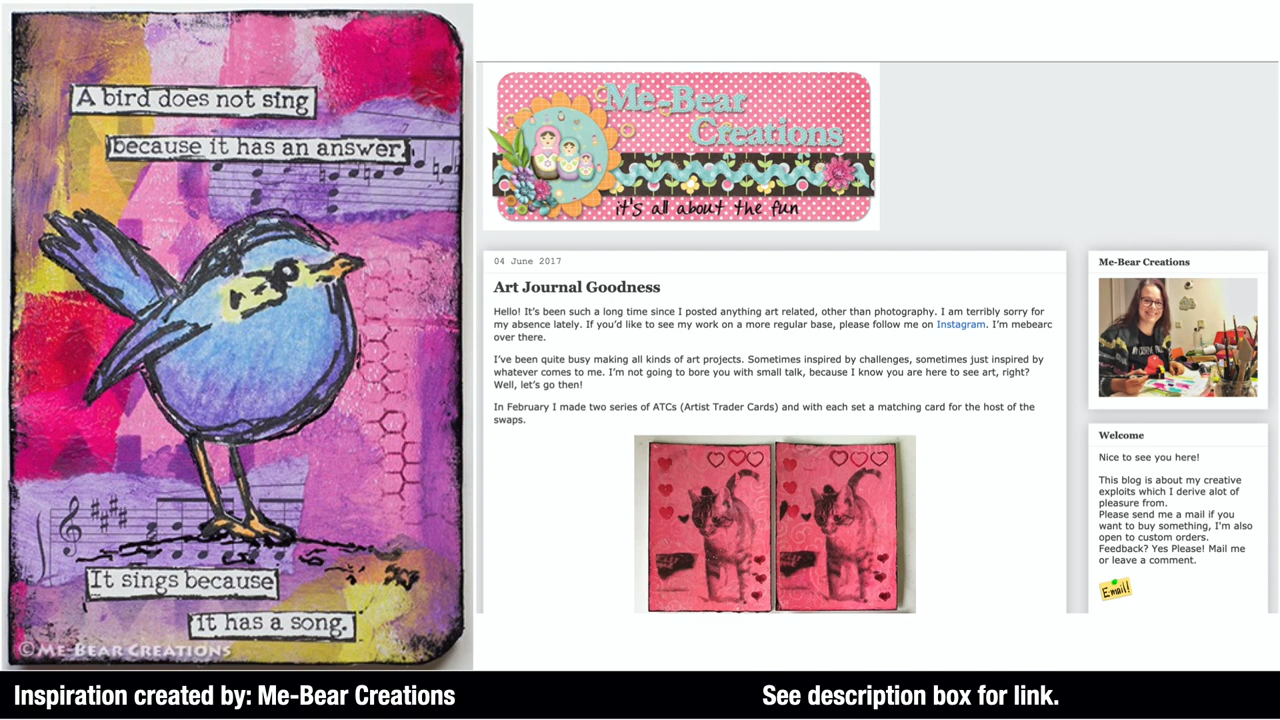 A bird does not sing
because it has an answer.
It sings because
it has a song.
©Me-Bear Creations
Me-Bear
Creations
it's all about the fun
04 June 2017
Art Journal Goodness
Hello! It's been such a long time since I posted anything art related, other than photography. I am terribly sorry for
my absence lately. If you'd like to see my work on a more regular base, please follow me on Instagram. I'm mebearc
over there.
I've been quite busy making all kinds of art projects. Sometimes inspired by challenges, sometimes just inspired by
whatever comes to me. I'm not going to bore you with small talk, because I know you are here to see art, right?
Well, let's go then!
In February I made two series of ATCs (Artist Trader Cards) and with each set a matching card for the host of the
swaps.
Me-Bear Creations
Welcome
Nice to see you here!
This blog is about my creative
exploits which I derive alot of
pleasure from.
Please send me a mail if you
want to buy something, I'm also
open to custom orders.
Feedback? Yes Please! Mail me
or leave a comment.
Email!
Inspiration created by: Me-Bear Creations
See description box for link.